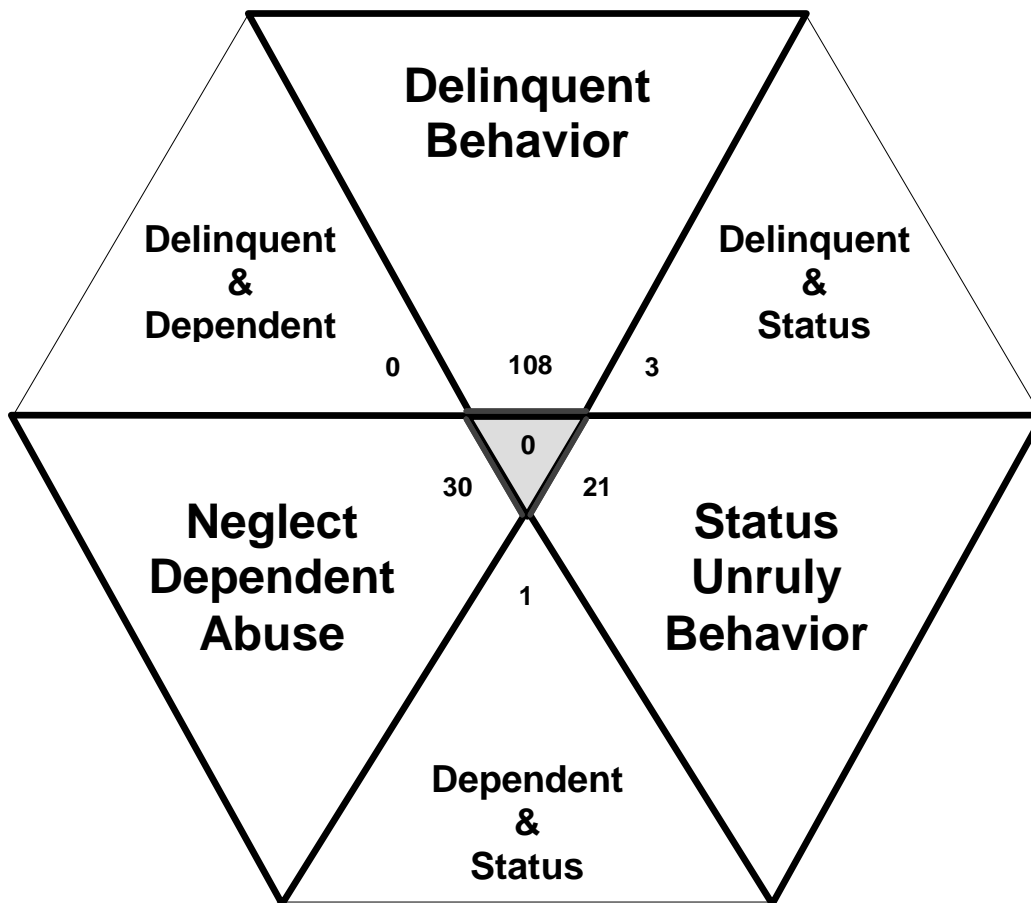 Delinquent
Behavior
Delinquent
&
Dependent
Delinquent
&
Status
0
108
3
0
30
21
Neglect
Dependent
Abuse
Status
Unruly
Behavior
1
Dependent
&
Status